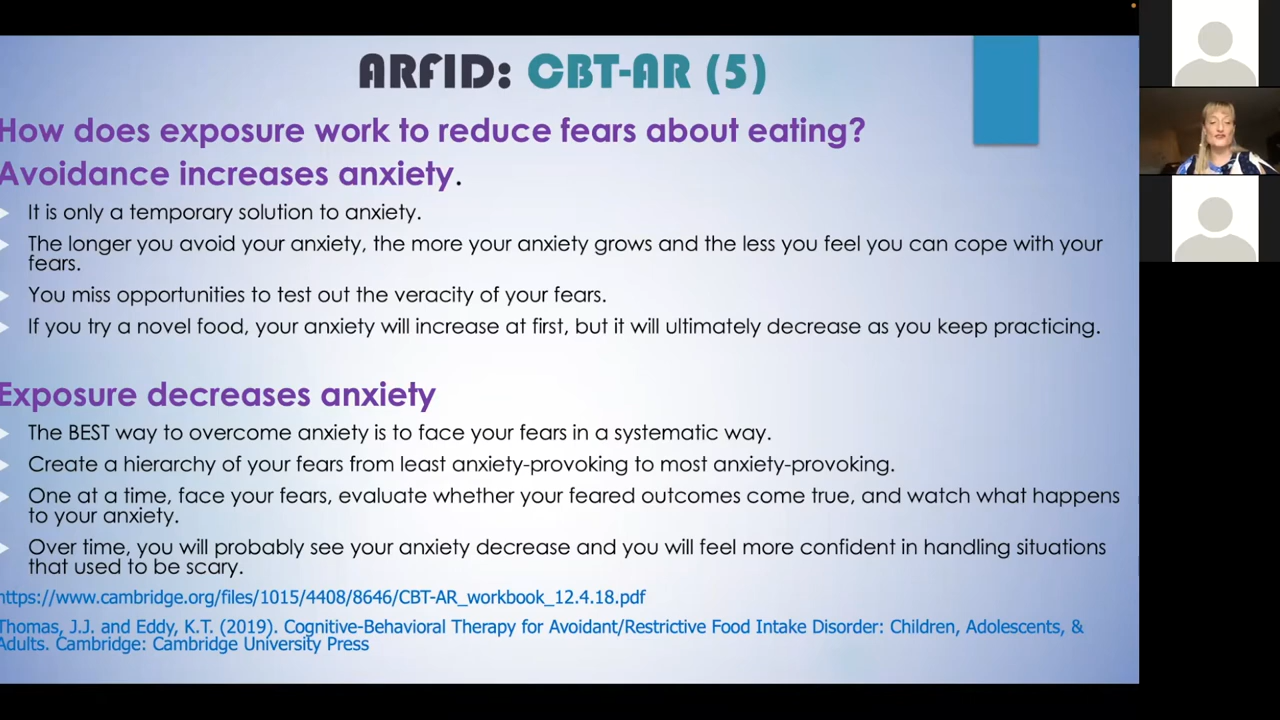 ARFID: CBT-AR (5)
How does exposure work to reduce fears about eating?
Avoidance increases anxiety.
It is only a temporary solution to anxiety.
The longer you avoid your anxiety, the more your anxiety grows and the less you feel you can cope with your
fears.
You miss opportunities to test out the veracity of your fears.
If you try a novel food, your anxiety will increase at first, but it will ultimately decrease as you keep practicing.
Exposure decreases anxiety
The BEST way to overcome anxiety is to face your fears in a systematic way.
Create a hierarchy of your fears from least anxiety-provoking to most anxiety-provoking.
One at a time, face your fears, evaluate whether your feared outcomes come true, and watch what happens
to your anxiety.
Over time, you will probably see your anxiety decrease and you will feel more confident in handling situations
that used to be scary.
https://www.cambridge.org/files/1015/4408/8646/CBT-AR_workbook_12.4.18.pdf
Thomas, J.J. and Eddy, K.T. (2019). Cognitive-Behavioral Therapy for Avoidant/Restrictive Food Intake Disorder: Children, Adolescents, &
Adults. Cambridge: Cambridge University Press